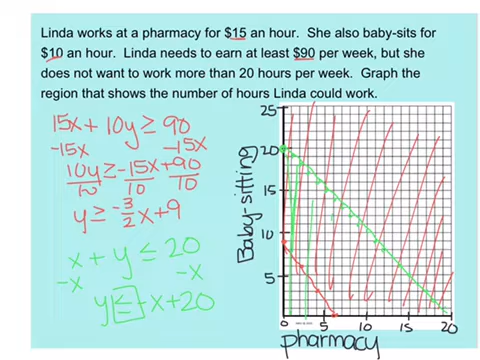 Linda works at a pharmacy for $15 an hour. She also baby-sits for
$10 an hour. Linda needs to earn at least $90 per week, but she
does not want to work more than 20 hours per week. Graph the
region that shows the number of hours Linda could work.
15x + 10y ≥ 90
-15x -15x
10y ≥ -15x + 90
10 10 10
y ≥ -3/2 x + 9
x + y ≤ 20
-x -x
y ≤ -x + 20
Baby-sitting
25
20
15
10
5
0 5 10 15 20
pharmacy